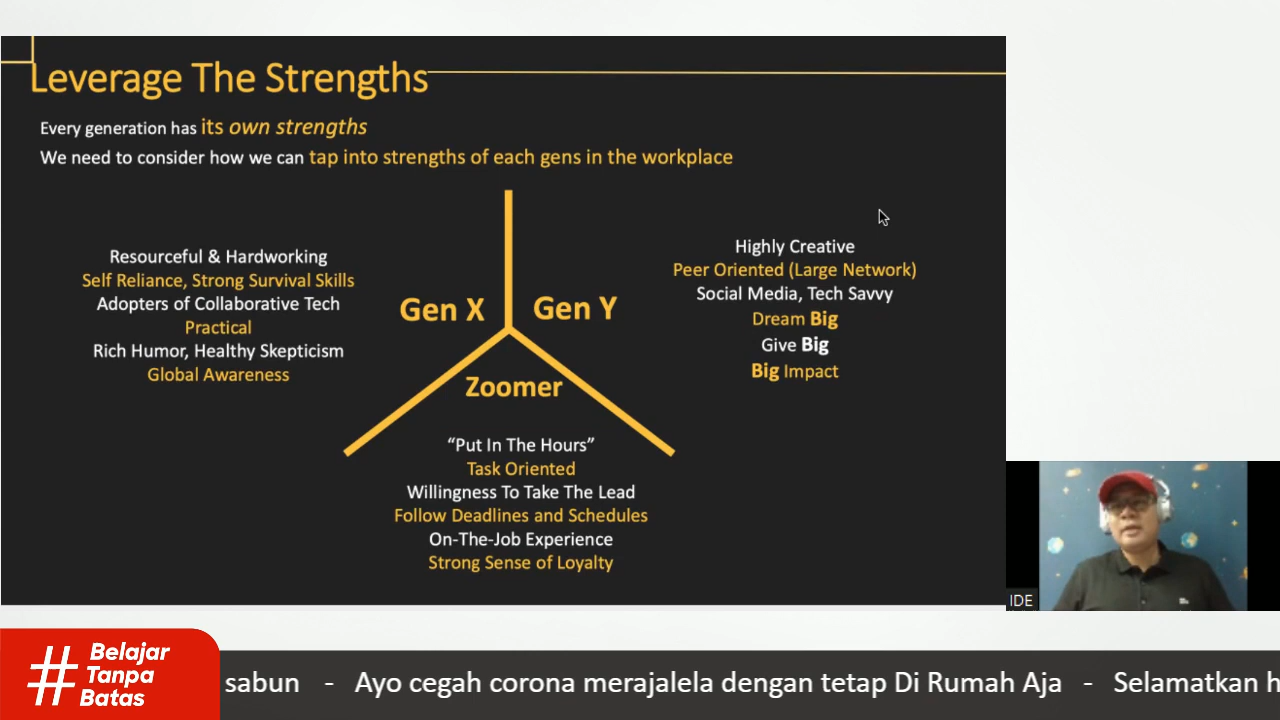 Leverage The Strengths
Every generation has its own strengths
We need to consider how we can tap into strengths of each gens in the workplace
Resourceful & Hardworking
Self Reliance, Strong Survival Skills
Adopters of Collaborative Tech
Practical
Rich Humor, Healthy Skepticism
Global Awareness
Gen X
Gen Y
Highly Creative
Peer Oriented (Large Network)
Social Media, Tech Savvy
Dream Big
Give Big
Big Impact
Zoomer
“Put In The Hours”
Task Oriented
Willingness To Take The Lead
Follow Deadlines and Schedules
On-The-Job Experience
Strong Sense of Loyalty
IDE
# Belajar
Tanpa
Batas
sabun - Ayo cegah corona merajalela dengan tetap Di Rumah Aja - Selamatkan h